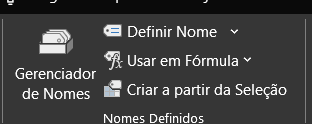 Gerenciador
de Nomes
Definir Nome
Usar em Fórmula
Criar a partir da Seleção
Nomes Definidos